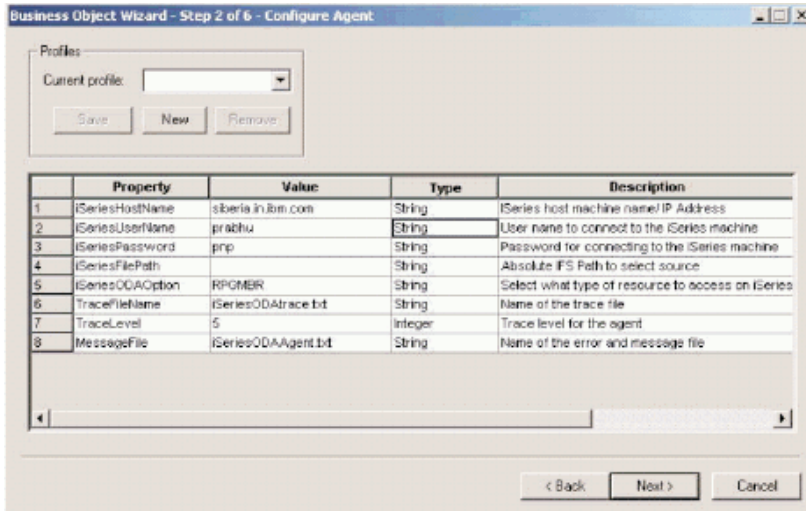 Business Object Wizard - Step 2 of 6 - Configure Agent
Profiles
Current profile:
Save New Remove
Property Value Type Description
1 iSeriesHostName siberia.in.ibm.com String iSeries host machine name/ IP Address
2 iSeriesUserName prabhu String User name to connect to the iSeries machine
3 iSeriesPassword pnp String Password for connecting to the iSeries machine
4 iSeriesFilePath String Absolute IFS Path to select source
5 iSeriesODAOption RPGMBR String Select what type of resource to access on iSeries
6 TraceFileName iSeriesODAtrace.txt String Name of the trace file
7 TraceLevel 5 Integer Trace level for the agent
8 MessageFile iSeriesODAAgent.txt String Name of the error and message file
< Back Next > Cancel